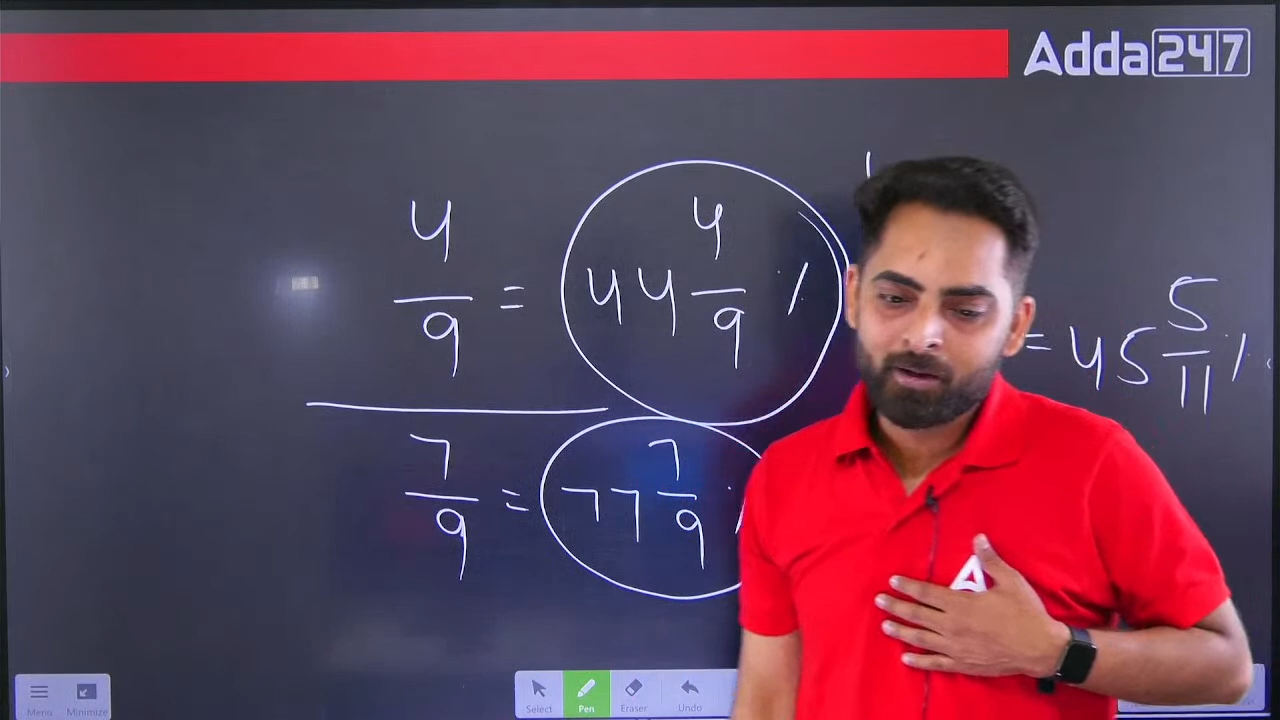 Adda247
4/9 = 44 4/9 %
= 45 5/11 %
7/9 = 77 7/9 %
Menu Minimize Select Pen Eraser Undo